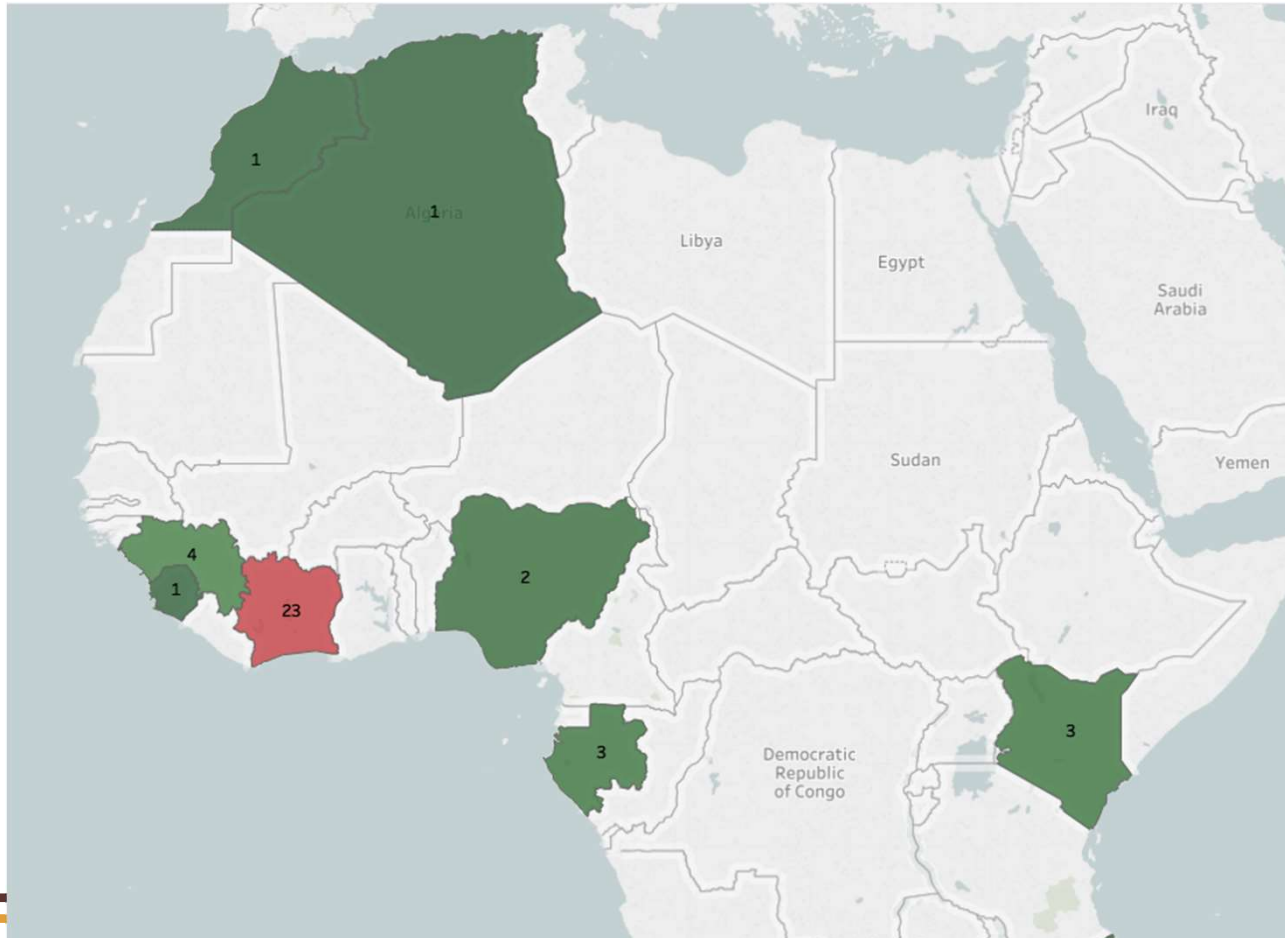 Iraq
1
Algeria
1
Libya
Egypt
Saudi
Arabia
Sudan
Yemen
4
1
23
2
3
3
Democratic
Republic
of Congo